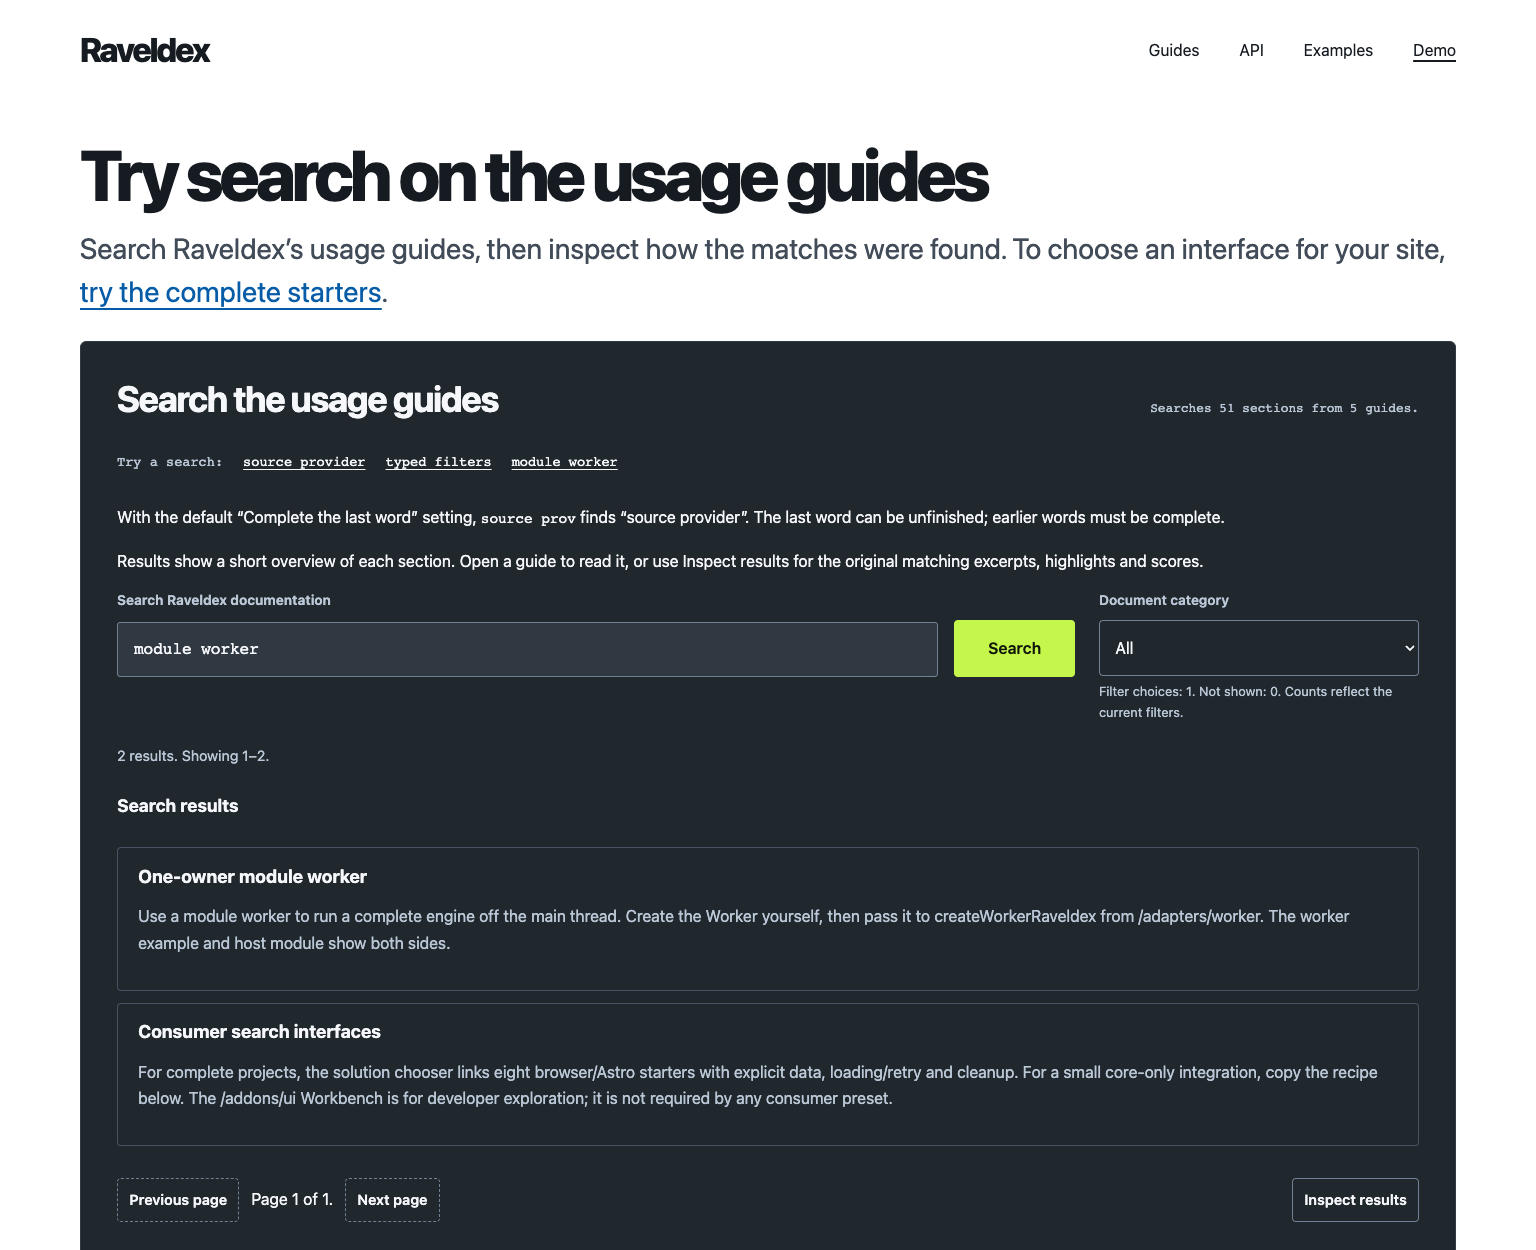 Raveldex
Guides
API
Examples
Demo
Try search on the usage guides
Search Raveldex’s usage guides, then inspect how the matches were found. To choose an interface for your site,
try the complete starters.
Search the usage guides
Searches 51 sections from 5 guides.
Try a search: source provider typed filters module worker
With the default “Complete the last word” setting, source prov finds “source provider”. The last word can be unfinished; earlier words must be complete.
Results show a short overview of each section. Open a guide to read it, or use Inspect results for the original matching excerpts, highlights and scores.
Search Raveldex documentation
module worker
Search
Document category
All
Filter choices: 1. Not shown: 0. Counts reflect the
current filters.
2 results. Showing 1–2.
Search results
One-owner module worker
Use a module worker to run a complete engine off the main thread. Create the Worker yourself, then pass it to createWorkerRaveldex from /adapters/worker. The worker
example and host module show both sides.
Consumer search interfaces
For complete projects, the solution chooser links eight browser/Astro starters with explicit data, loading/retry and cleanup. For a small core-only integration, copy the recipe
below. The /addons/ui Workbench is for developer exploration; it is not required by any consumer preset.
Previous page
Page 1 of 1.
Next page
Inspect results